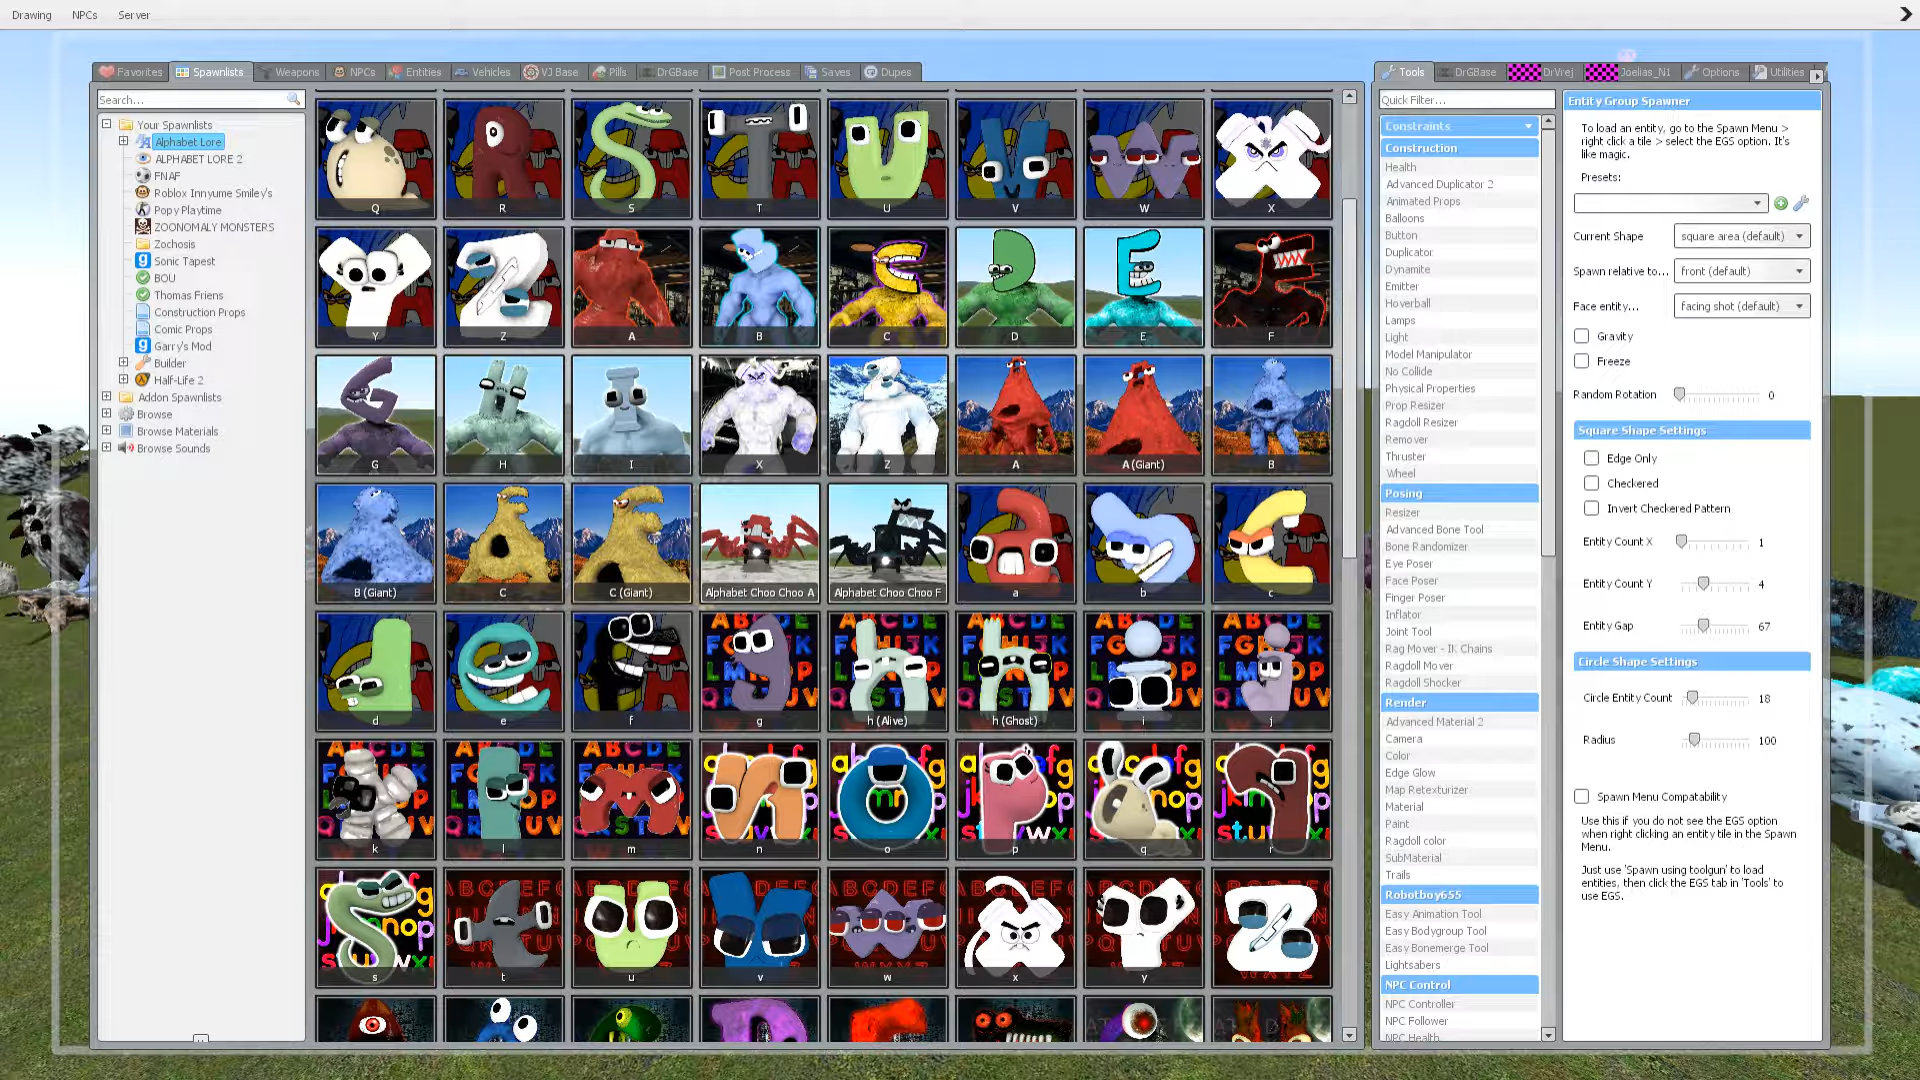 Drawing NPCs Server
Favorites Spawnlists Weapons NPCs Entities Vehicles VJ Base Pills DrGBase Post Process Saves Dupes
Search...
Your Spawnlists
Alphabet Lore
ALPHABET LORE 2
FNAF
Roblox Innyume Smiley's
Popy Playtime
ZOONOMALY MONSTERS
Zochosis
Sonic Tapest
BOU
Thomas Friens
Construction Props
Comic Props
Garry's Mod
Builder
Half-Life 2
Addon Spawnlists
Browse
Browse Materials
Browse Sounds
Q R S T U V W X
Y Z A B C D E F
G H I X Z A A (Giant) B
B (Giant) C C (Giant) Alphabet Choo Choo A Alphabet Choo Choo F a b c
d e f g h (Alive) h (Ghost) i j
k l m n o p q r
s t u v w x y z
Tools DrGBase DrVrej Joelias_N1 Options Utilities
Quick Filter...
Constraints
Construction
Health
Advanced Duplicator 2
Animated Props
Balloons
Button
Duplicator
Dynamite
Emitter
Hoverball
Lamps
Light
Model Manipulator
No Collide
Physical Properties
Prop Resizer
Ragdoll Resizer
Remover
Thruster
Wheel
Posing
Resizer
Advanced Bone Tool
Bone Randomizer
Eye Poser
Face Poser
Finger Poser
Inflator
Joint Tool
Rag Mover - IK Chains
Ragdoll Mover
Ragdoll Shocker
Render
Advanced Material 2
Camera
Color
Edge Glow
Map Retexturizer
Material
Paint
Ragdoll color
SubMaterial
Trails
Robotboy655
Easy Animation Tool
Easy Bodygroup Tool
Easy Bonemerge Tool
Lightsabers
NPC Control
NPC Controller
NPC Follower
NPC Health
Entity Group Spawner
To load an entity, go to the Spawn Menu >
right click a tile > select the EGS option. It's
like magic.
Presets:
Current Shape square area (default)
Spawn relative to... front (default)
Face entity... facing shot (default)
Gravity
Freeze
Random Rotation 0
Square Shape Settings
Edge Only
Checkered
Invert Checkered Pattern
Entity Count X 1
Entity Count Y 4
Entity Gap 67
Circle Shape Settings
Circle Entity Count 18
Radius 100
Spawn Menu Compatability
Use this if you do not see the EGS option
when right clicking an entity tile in the Spawn
Menu.
Just use 'Spawn using toolgun' to load
entities, then click the EGS tab in 'Tools' to
use EGS.